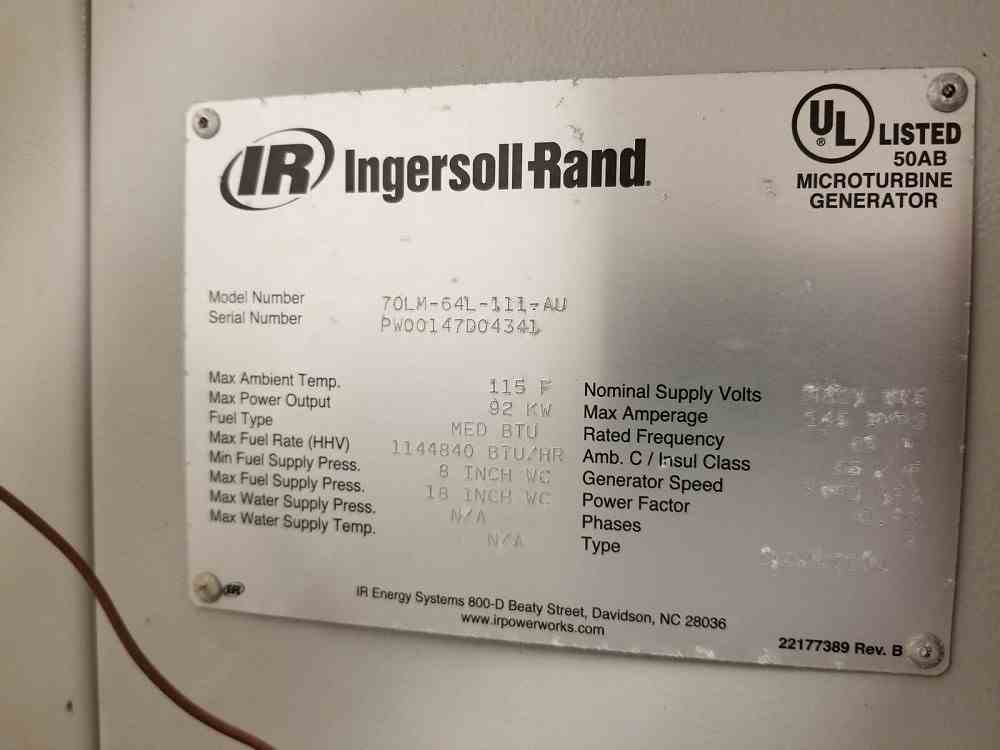 IR Ingersoll Rand
UL LISTED
50AB
MICROTURBINE
GENERATOR
Model Number 70LM-64L-111-AU
Serial Number PW00147D04341
Max Ambient Temp. 115 F
Max Power Output 92 KW
Fuel Type MED BTU
Max Fuel Rate (HHV) 1144840 BTU/HR
Min Fuel Supply Press. 8 INCH WC
Max Fuel Supply Press. 18 INCH WC
Max Water Supply Press. N/A
Max Water Supply Temp. N/A
Nominal Supply Volts
Max Amperage
Rated Frequency
Amb. C / Insul Class
Generator Speed
Power Factor
Phases
Type
IR
IR Energy Systems 800-D Beaty Street, Davidson, NC 28036
www.irpowerworks.com
22177389 Rev. B